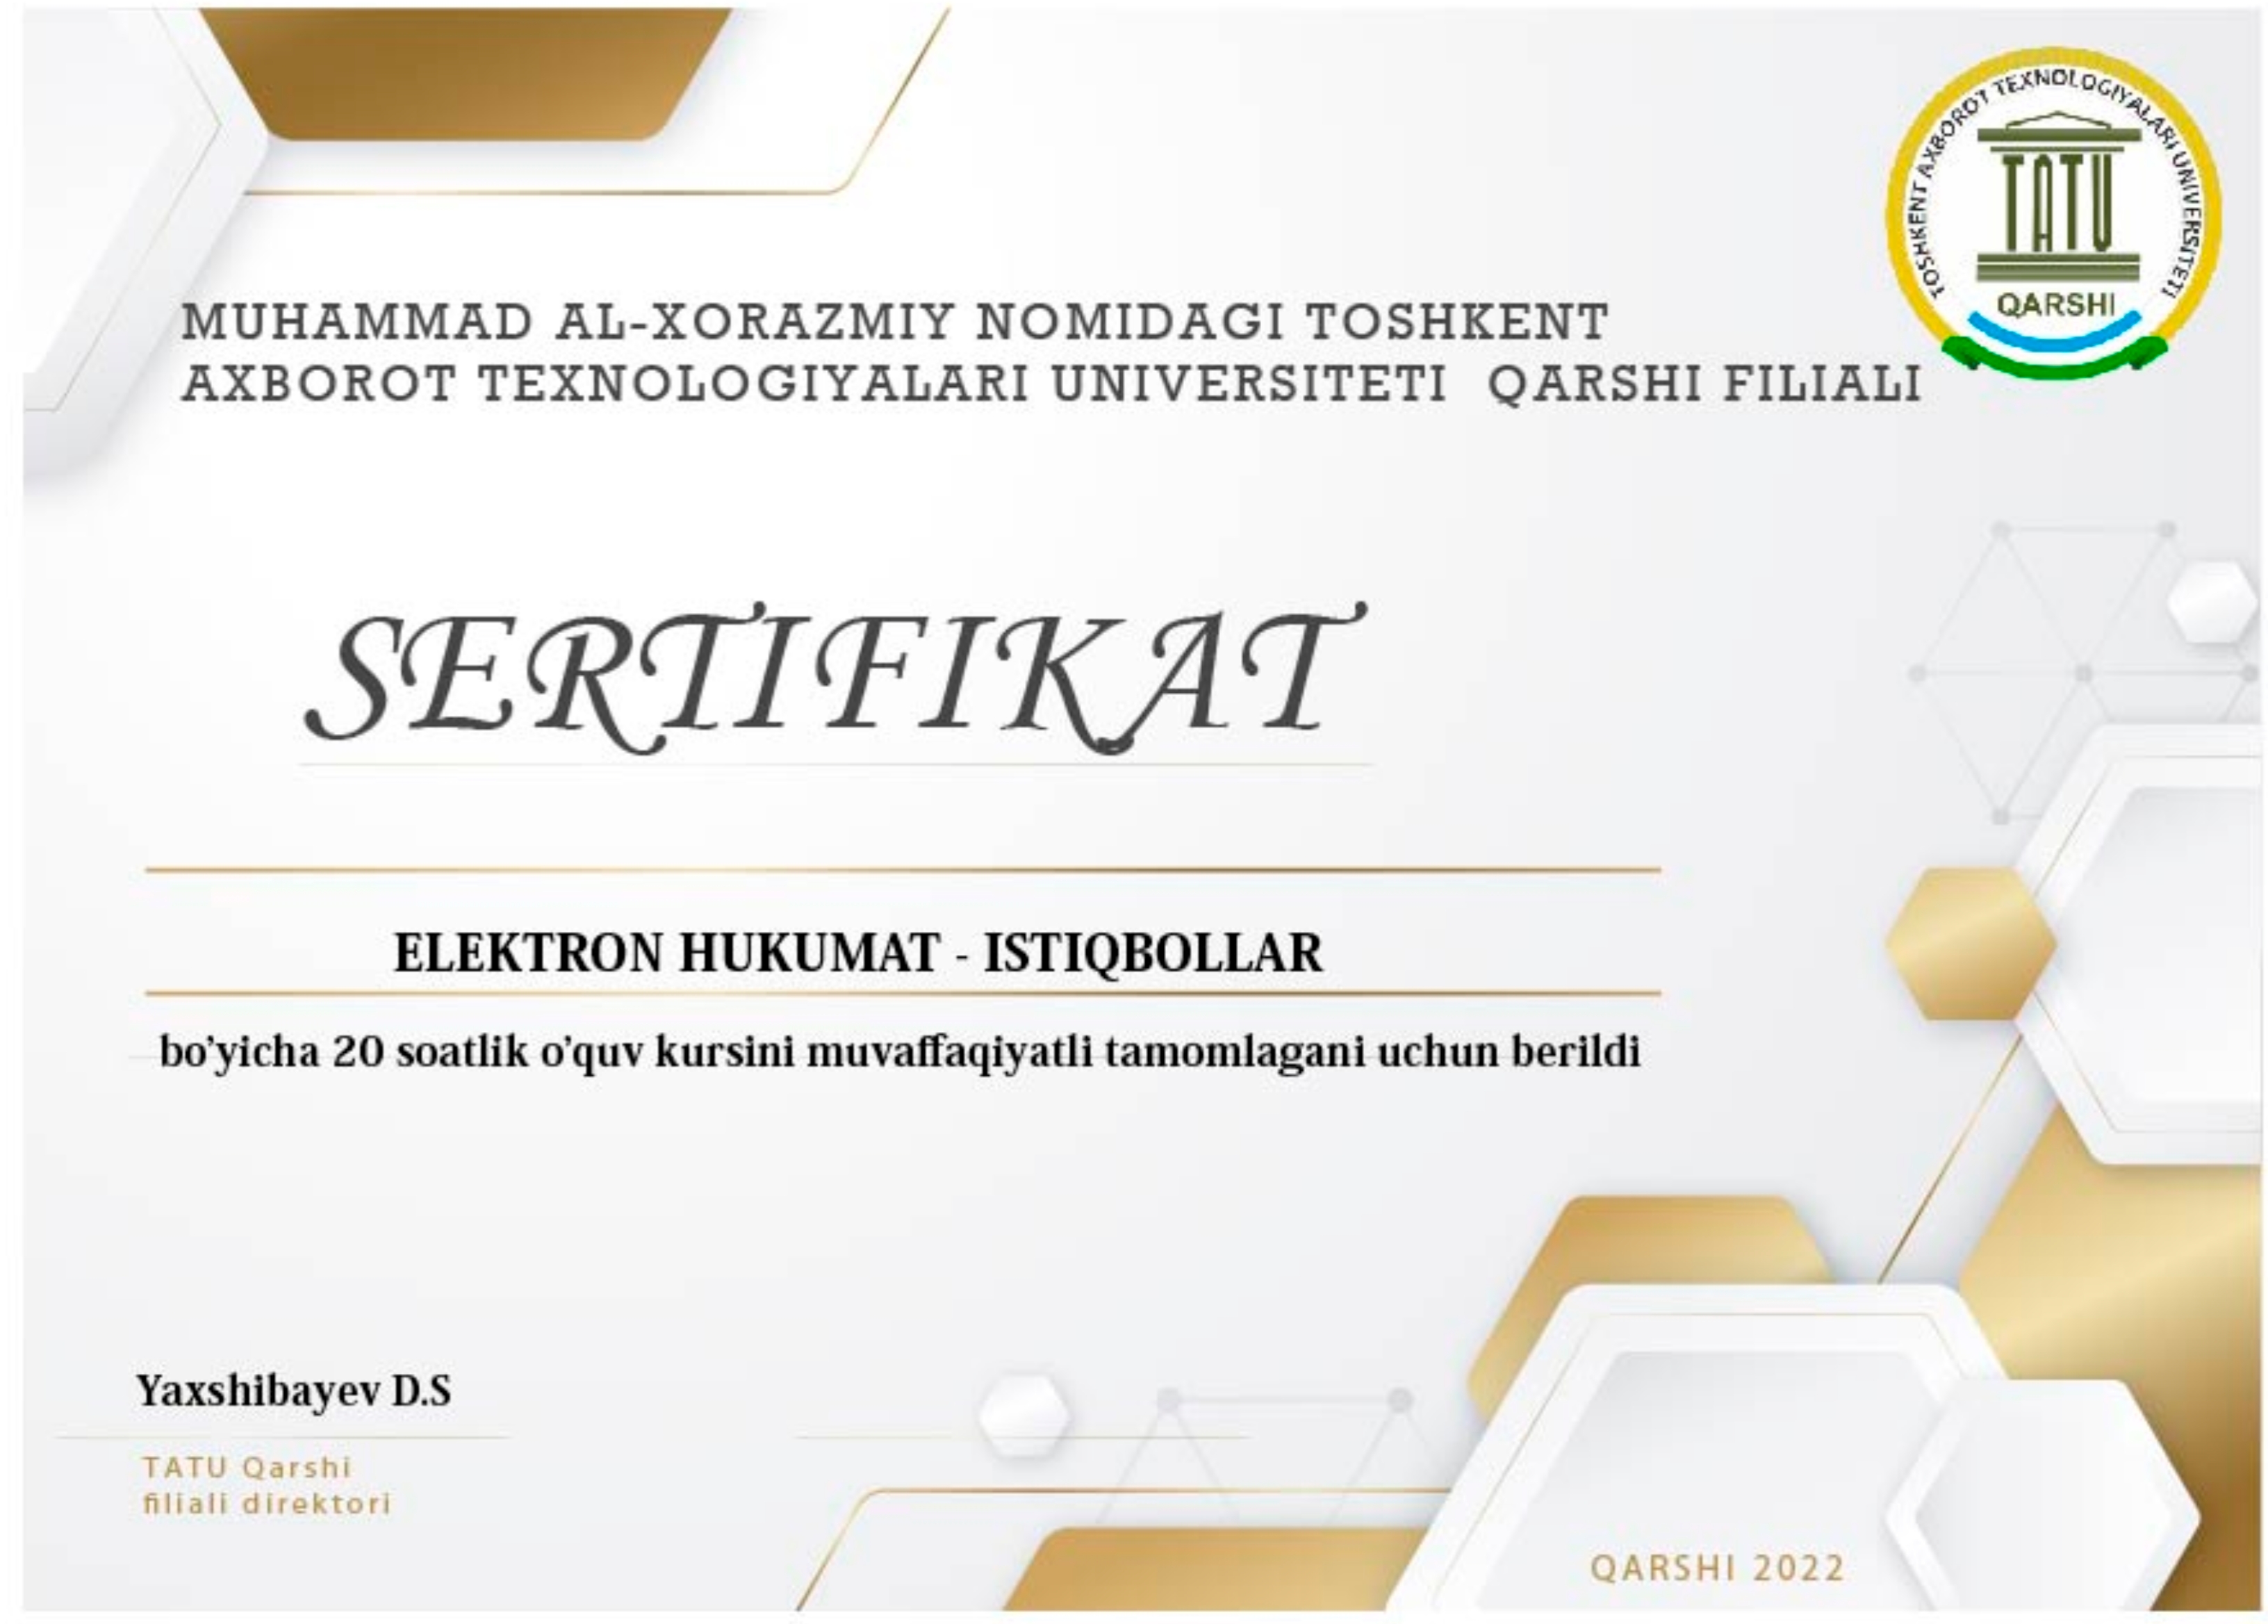 TOSHKENT AXBOROT TEXNOLOGIYALARI UNIVERSITETI
TATU
QARSHI
MUHAMMAD AL-XORAZMIY NOMIDAGI TOSHKENT
AXBOROT TEXNOLOGIYALARI UNIVERSITETI QARSHI FILIALI
SERTIFIKAT
ELEKTRON HUKUMAT - ISTIQBOLLAR
bo’yicha 20 soatlik o’quv kursini muvaffaqiyatli tamomlagani uchun berildi
Yaxshibayev D.S
TATU Qarshi
filiali direktori
QARSHI 2022